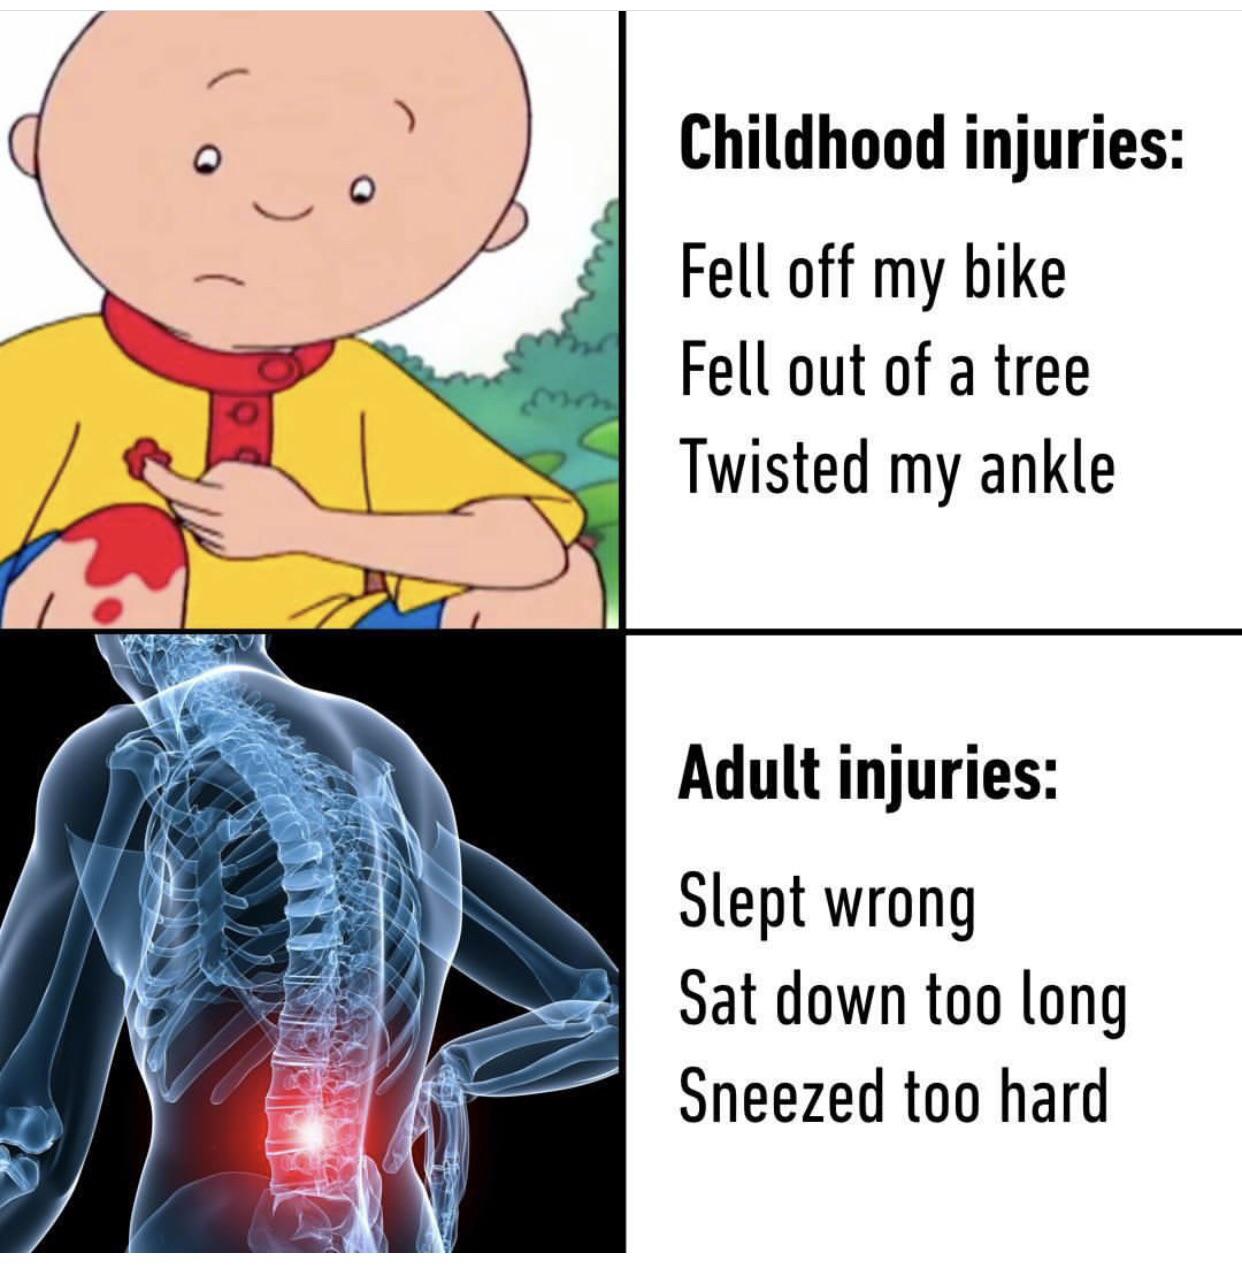 Childhood injuries:
Fell off my bike
Fell out of a tree
Twisted my ankle
Adult injuries:
Slept wrong
Sat down too long
Sneezed too hard